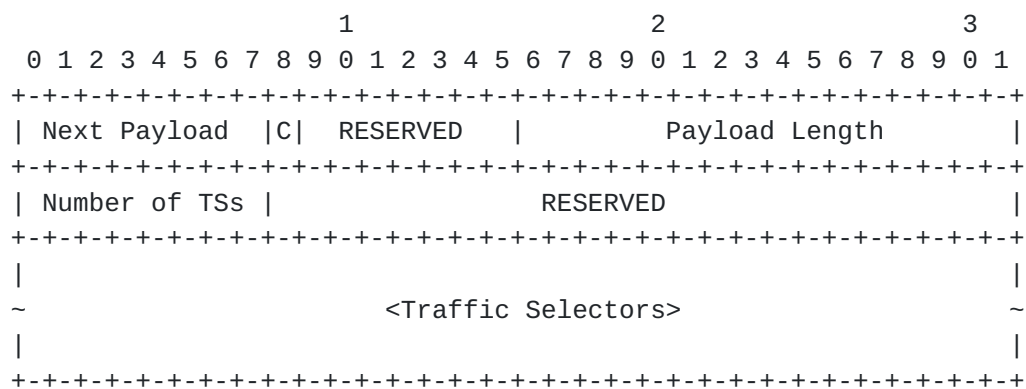 1                   2                   3
 0 1 2 3 4 5 6 7 8 9 0 1 2 3 4 5 6 7 8 9 0 1 2 3 4 5 6 7 8 9 0 1
+-+-+-+-+-+-+-+-+-+-+-+-+-+-+-+-+-+-+-+-+-+-+-+-+-+-+-+-+-+-+-+-+
| Next Payload  |C|  RESERVED   |         Payload Length        |
+-+-+-+-+-+-+-+-+-+-+-+-+-+-+-+-+-+-+-+-+-+-+-+-+-+-+-+-+-+-+-+-+
| Number of TSs |                 RESERVED                      |
+-+-+-+-+-+-+-+-+-+-+-+-+-+-+-+-+-+-+-+-+-+-+-+-+-+-+-+-+-+-+-+-+
|                                                               |
~                       <Traffic Selectors>                     ~
|                                                               |
+-+-+-+-+-+-+-+-+-+-+-+-+-+-+-+-+-+-+-+-+-+-+-+-+-+-+-+-+-+-+-+-+